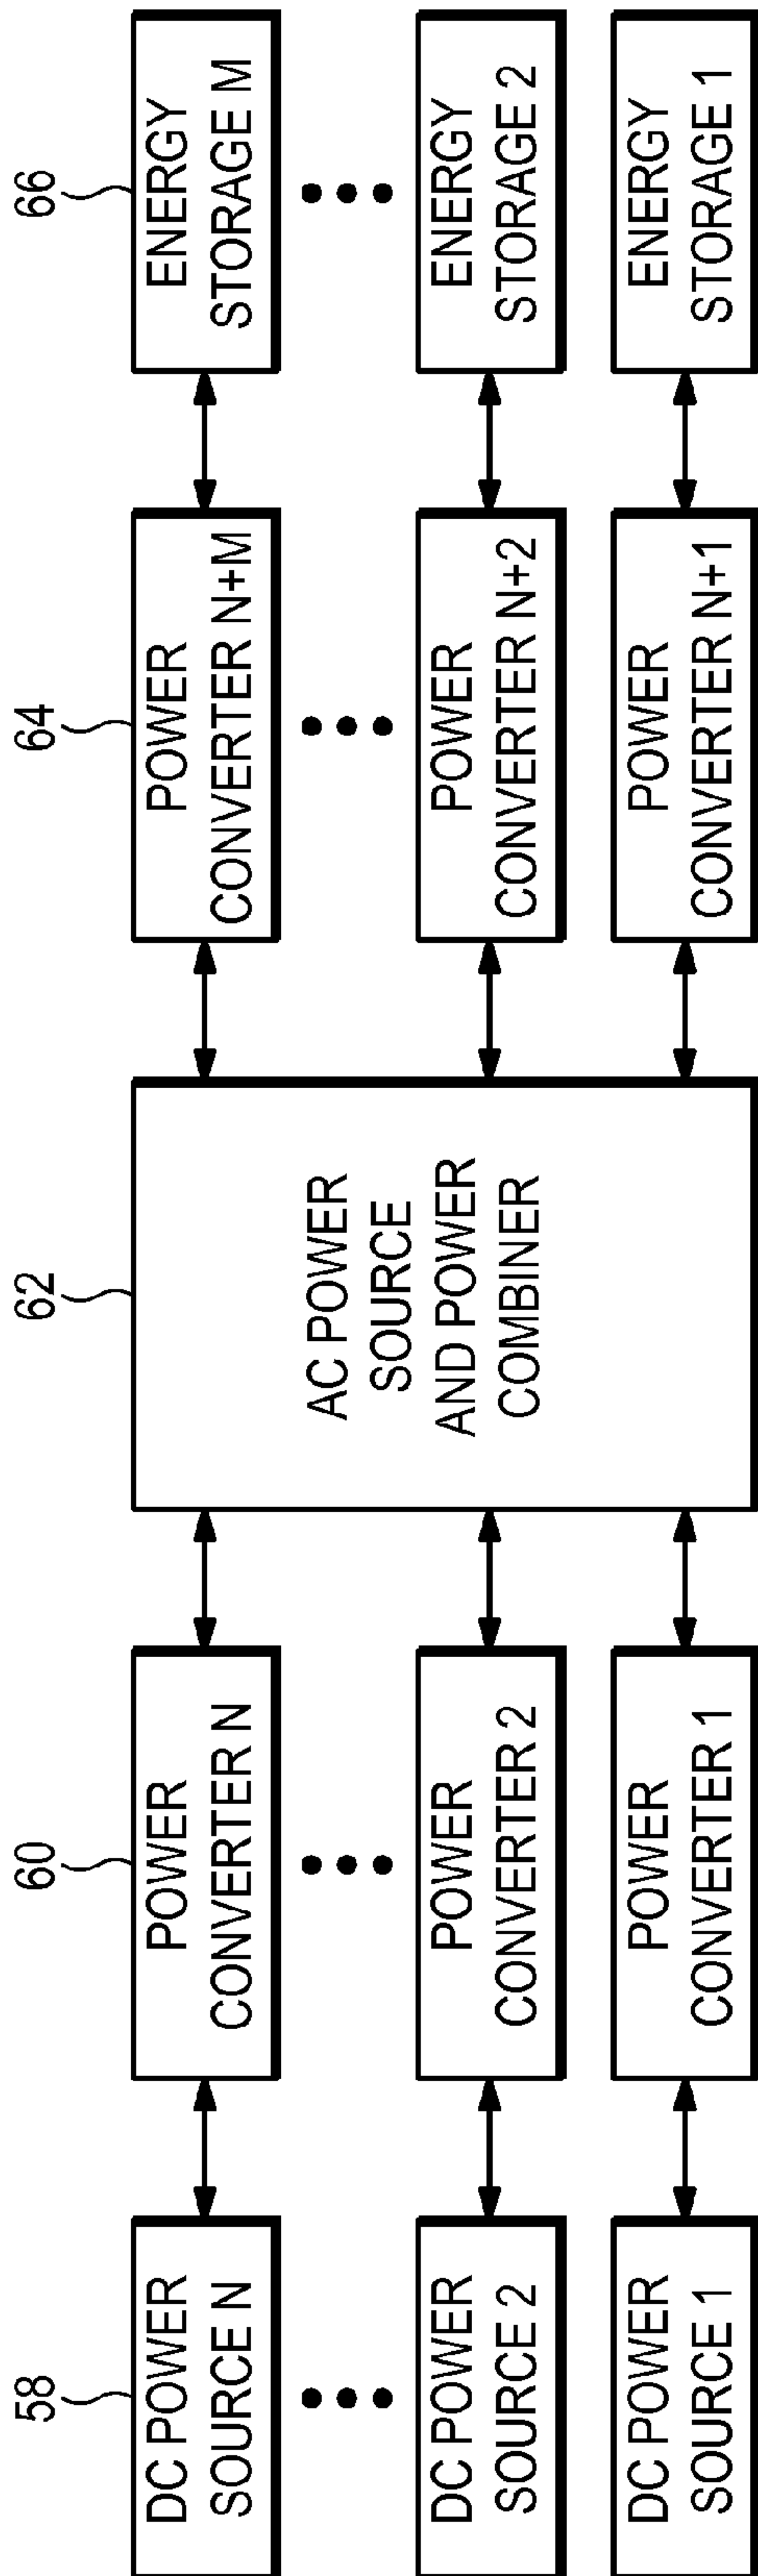 58
60
62
64
66
DC POWER
SOURCE N
POWER
CONVERTER N
AC POWER
SOURCE
AND POWER
COMBINER
POWER
CONVERTER N+M
ENERGY
STORAGE M
DC POWER
SOURCE 2
POWER
CONVERTER 2
POWER
CONVERTER N+2
ENERGY
STORAGE 2
DC POWER
SOURCE 1
POWER
CONVERTER 1
POWER
CONVERTER N+1
ENERGY
STORAGE 1